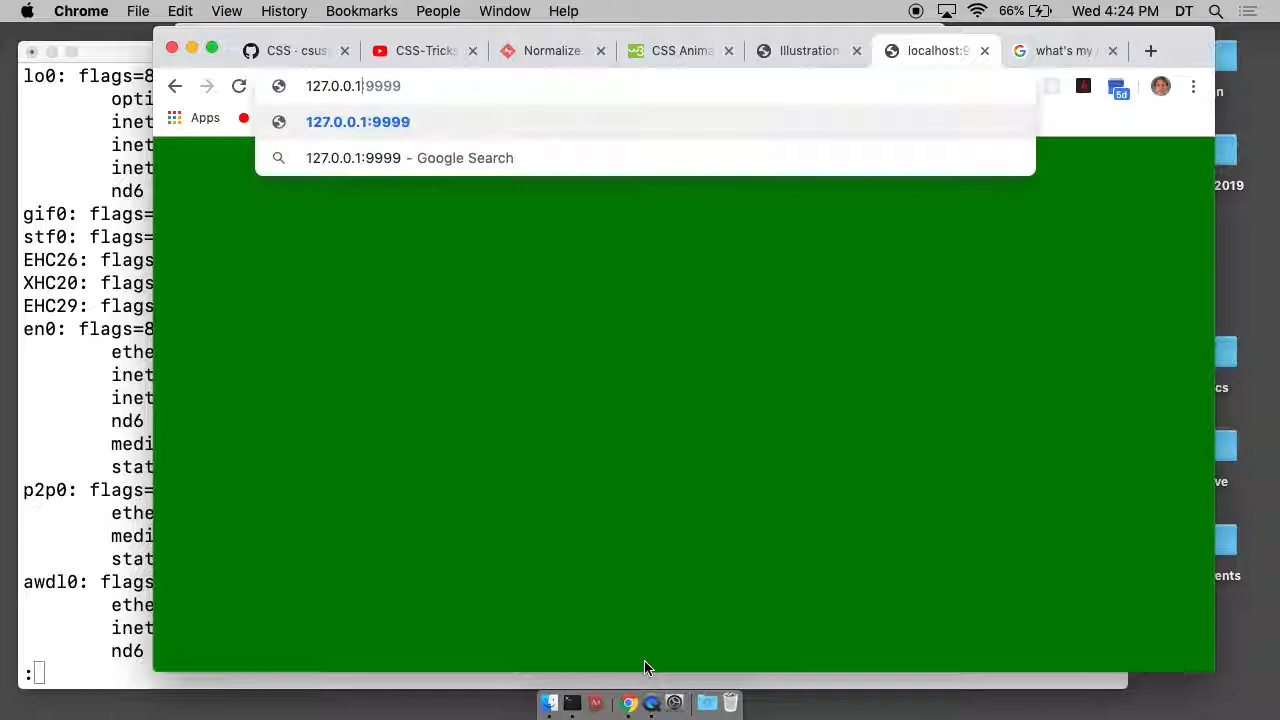 Chrome File Edit View History Bookmarks People Window Help 66% Wed 4:24 PM DT
CSS · csus
CSS-Tricks
Normalize.
CSS Anima
Illustration
localhost:9
what's my
127.0.0.1:9999
5d
Apps
127.0.0.1:9999
127.0.0.1:9999 - Google Search
lo0: flags=8
opti
inet
inet
inet
nd6
gif0: flags=
stf0: flags=
EHC26: flags
XHC20: flags
EHC29: flags
en0: flags=8
ethe
inet
inet
nd6
medi
stat
p2p0: flags=
ethe
medi
stat
awdl0: flags
ethe
inet
nd6
:
n
2019
cs
ve
ents